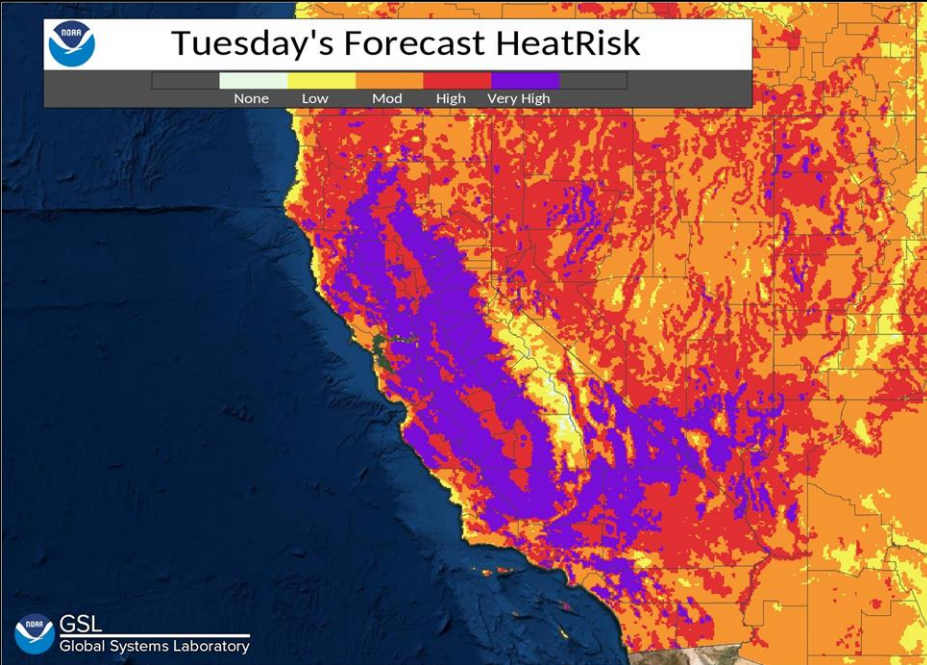 NOAA
Tuesday's Forecast HeatRisk
None Low Mod High Very High
NOAA
GSL
Global Systems Laboratory